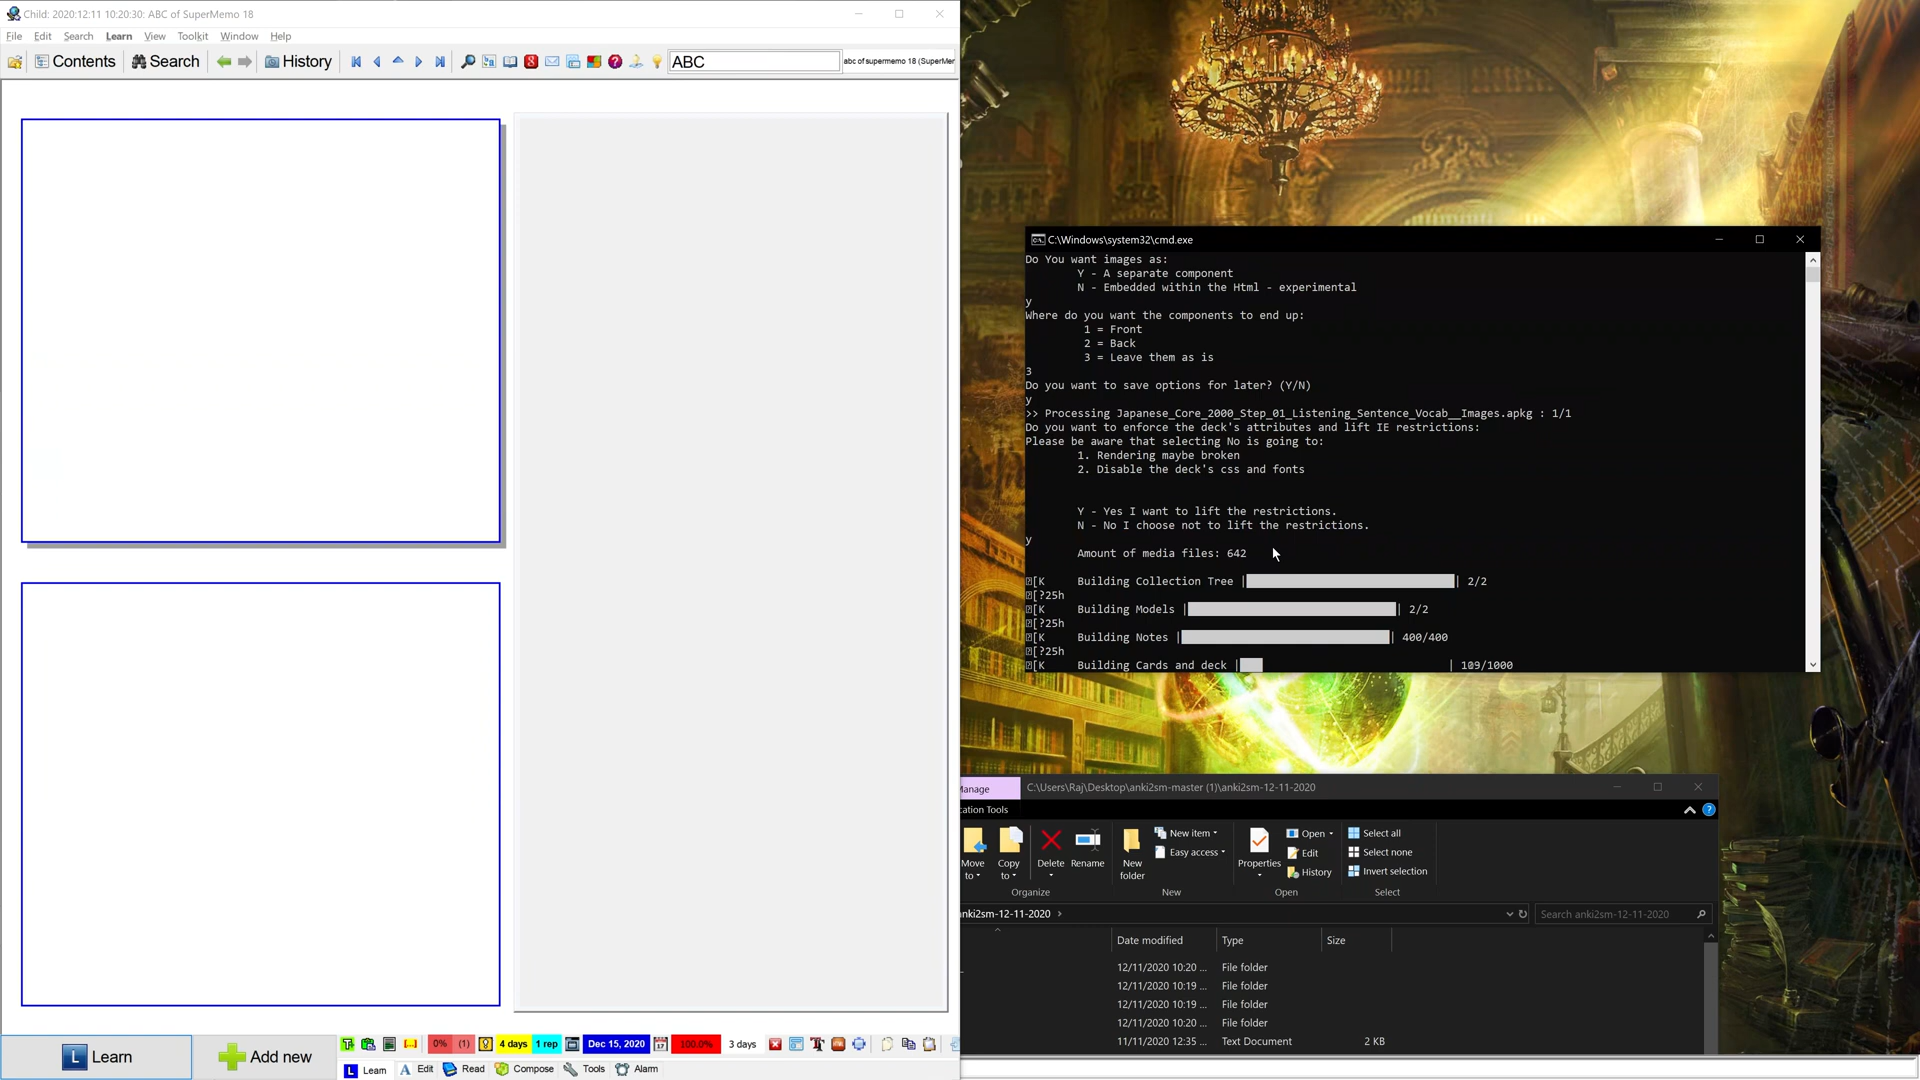 Child: 2020:12:11 10:20:30: ABC of SuperMemo 18
File Edit Search Learn View Toolkit Window Help
Contents Search History ABC abc of supermemo 18 (SuperMer
C:\Windows\system32\cmd.exe
Do You want images as:
Y - A separate component
N - Embedded within the Html - experimental
y
Where do you want the components to end up:
1 = Front
2 = Back
3 = Leave them as is
3
Do you want to save options for later? (Y/N)
y
>> Processing Japanese_Core_2000_Step_01_Listening_Sentence_Vocab__Images.apkg : 1/1
Do you want to enforce the deck's attributes and lift IE restrictions:
Please be aware that selecting No is going to:
1. Rendering maybe broken
2. Disable the deck's css and fonts
Y - Yes I want to lift the restrictions.
N - No I choose not to lift the restrictions.
y
Amount of media files: 642
[K Building Collection Tree | | 2/2
[?25h
[K Building Models | | 2/2
[?25h
[K Building Notes | | 400/400
[?25h
[K Building Cards and deck | | 109/1000
Manage C:\Users\Raj\Desktop\anki2sm-master (1)\anki2sm-12-11-2020
cation Tools
Move to Copy to Delete Rename New folder New item Easy access Properties Open Edit History Select all Select none Invert selection
Organize New Open Select
anki2sm-12-11-2020 Search anki2sm-12-11-2020
Date modified Type Size
12/11/2020 10:20 ... File folder
12/11/2020 10:19 ... File folder
12/11/2020 10:19 ... File folder
12/11/2020 10:20 ... File folder
11/11/2020 12:35 ... Text Document 2 KB
L Learn Add new
0% (1) 4 days 1 rep Dec 15, 2020 100.0% 3 days
L Learn A Edit Read Compose Tools Alarm